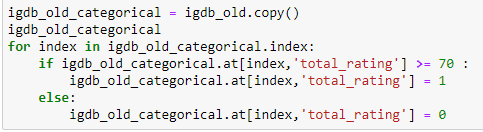 igdb_old_categorical = igdb_old.copy()
igdb_old_categorical
for index in igdb_old_categorical.index:
    if igdb_old_categorical.at[index,'total_rating'] >= 70 :
        igdb_old_categorical.at[index,'total_rating'] = 1
    else:
        igdb_old_categorical.at[index,'total_rating'] = 0